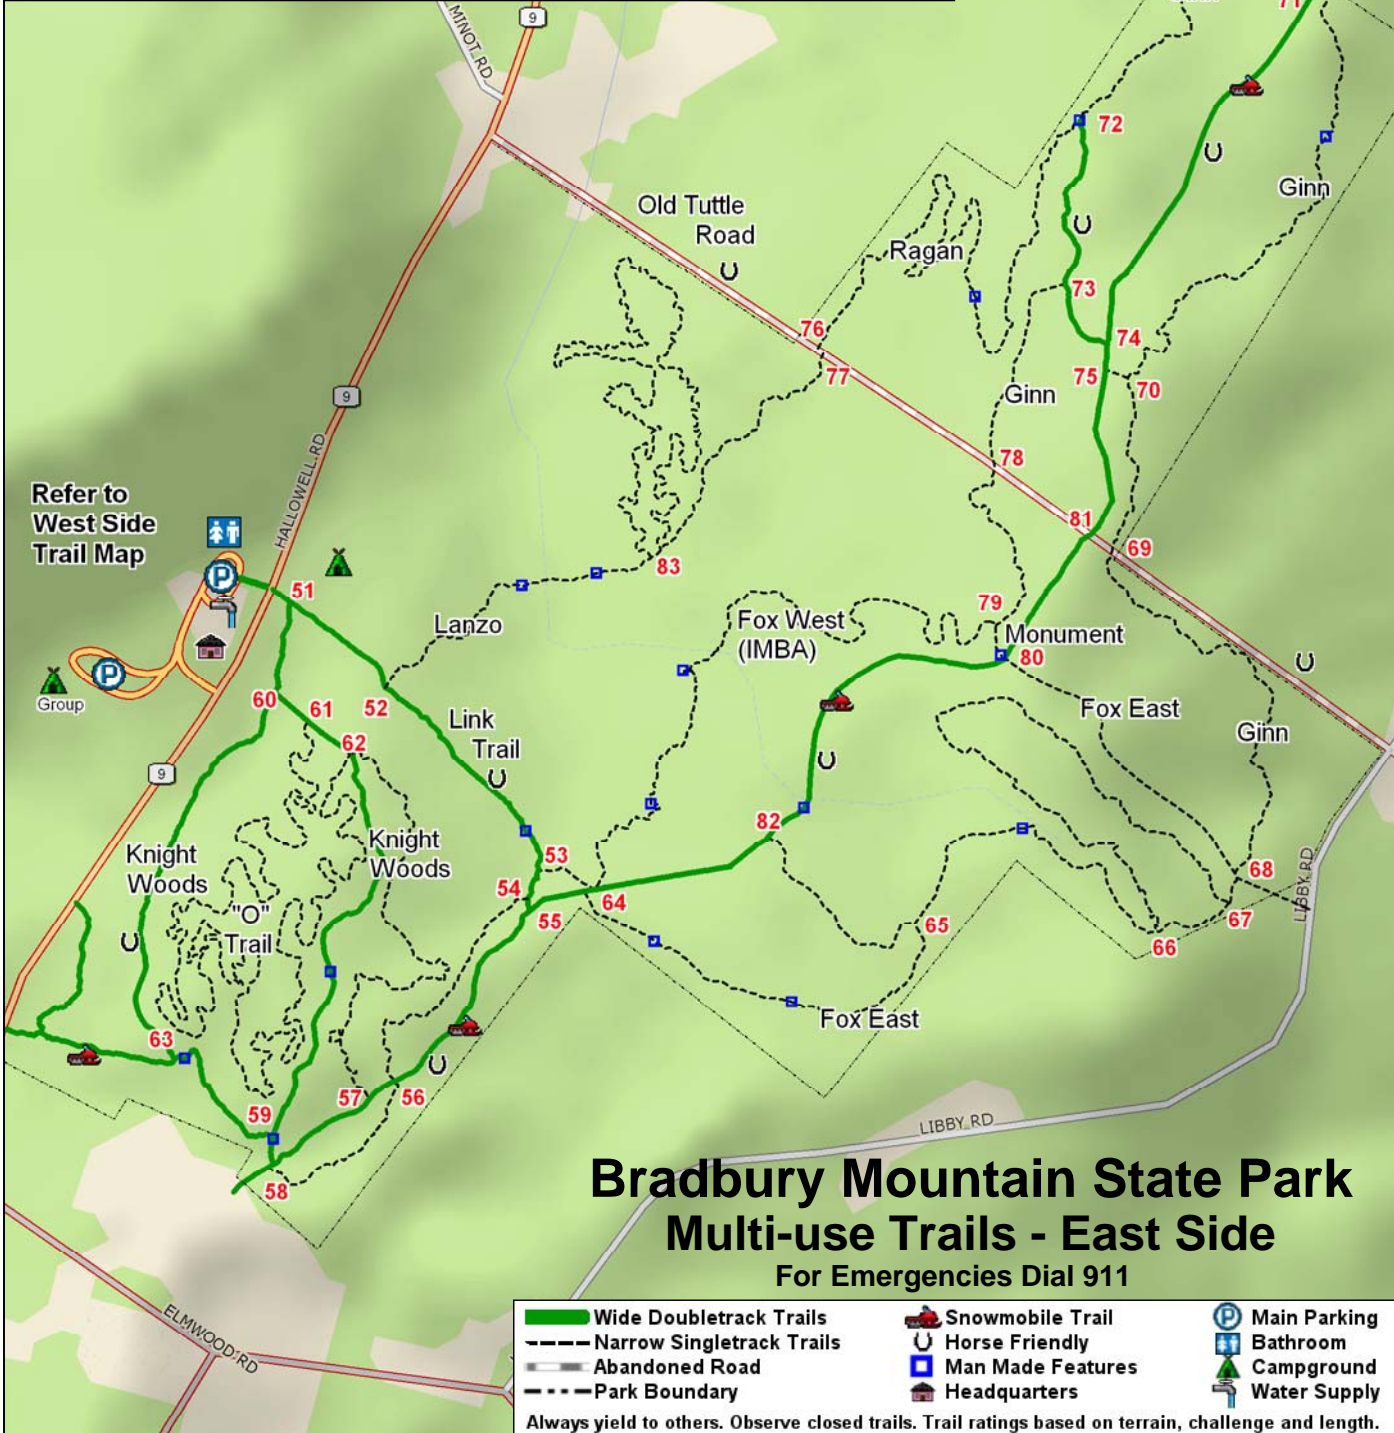 9
MINOT RD
71
72
Ginn
Old Tuttle
Road
Ragan
73
76
74
77
75
70
Ginn
9
HALLOWELL RD
78
Refer to
West Side
Trail Map
81
69
P
51
83
79
Lanzo
Fox West
(IMBA)
Monument
80
P
Group
60
61
52
Link
Trail
62
Fox East
Ginn
9
82
Knight
Woods
Knight
Woods
53
54
64
55
"O"
Trail
65
68
67
66
LIBBY RD
Fox East
63
57
56
59
58
LIBBY RD
Bradbury Mountain State Park
Multi-use Trails - East Side
For Emergencies Dial 911
ELMWOOD RD
Wide Doubletrack Trails
Narrow Singletrack Trails
Abandoned Road
Park Boundary
Snowmobile Trail
Horse Friendly
Man Made Features
Headquarters
P Main Parking
Bathroom
Campground
Water Supply
Always yield to others. Observe closed trails. Trail ratings based on terrain, challenge and length.